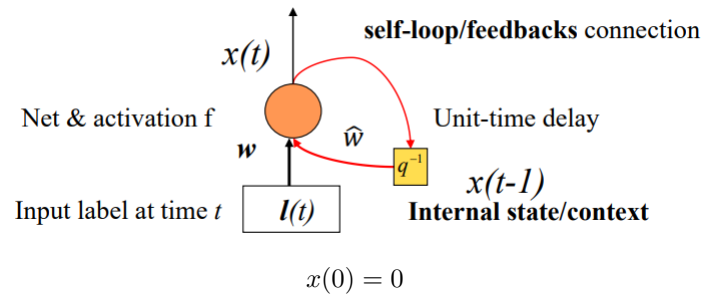 self-loop/feedbacks connection
x(t)
Net & activation f
Unit-time delay
w
ŵ
q⁻¹
x(t-1)
Input label at time t
l(t)
Internal state/context
x(0) = 0